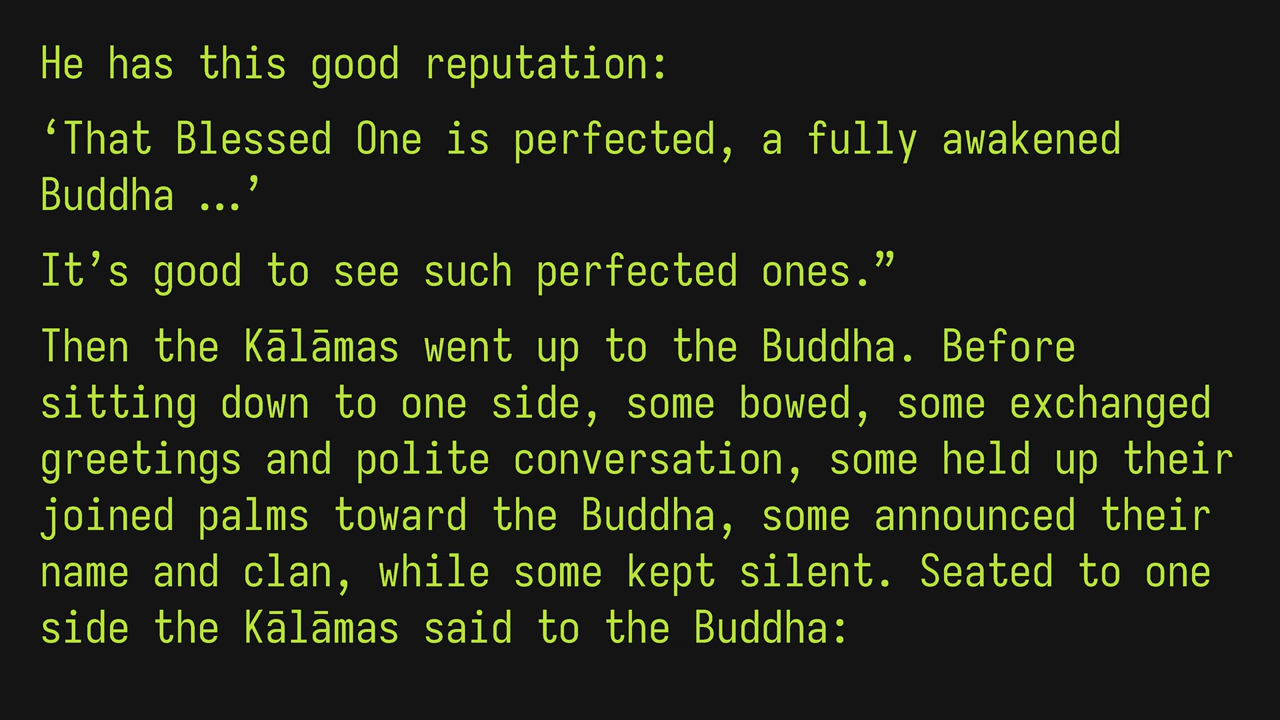 He has this good reputation:
‘That Blessed One is perfected, a fully awakened
Buddha …’
It’s good to see such perfected ones.”
Then the Kālāmas went up to the Buddha. Before
sitting down to one side, some bowed, some exchanged
greetings and polite conversation, some held up their
joined palms toward the Buddha, some announced their
name and clan, while some kept silent. Seated to one
side the Kālāmas said to the Buddha: